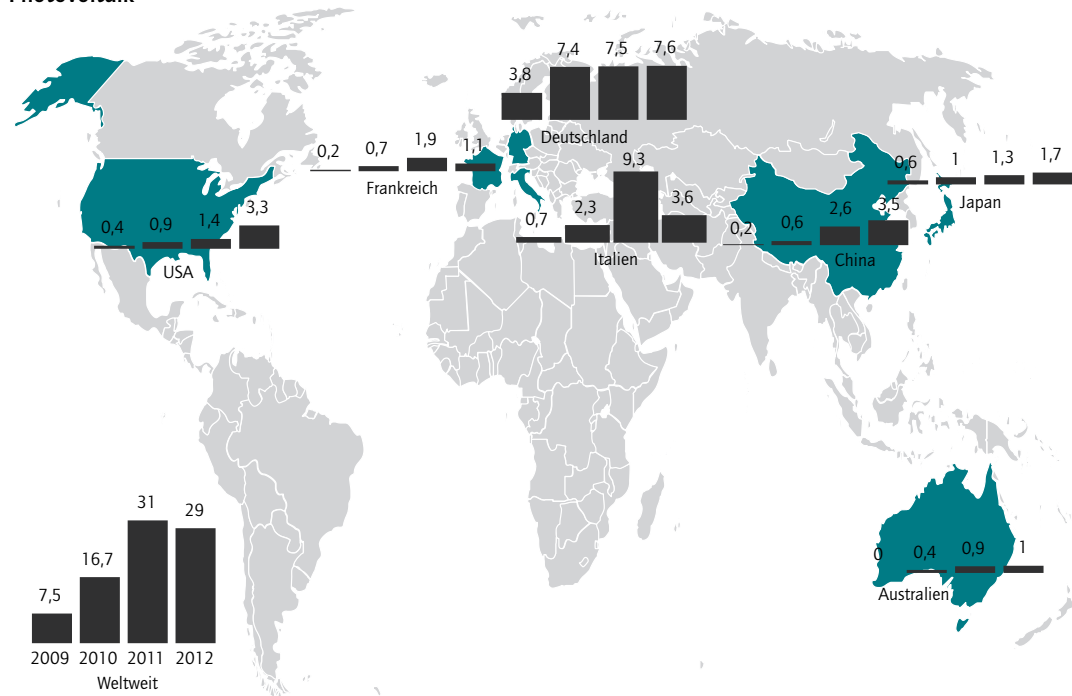 Photovoltaik
3,8 7,4 7,5 7,6
Deutschland
0,2 0,7 1,9 1,1
Frankreich
0,7 2,3 9,3 3,6
Italien
0,6 1 1,3 1,7
Japan
0,2 0,6 2,6 3,5
China
0,4 0,9 1,4 3,3
USA
0 0,4 0,9 1
Australien
7,5 16,7 31 29
2009 2010 2011 2012
Weltweit